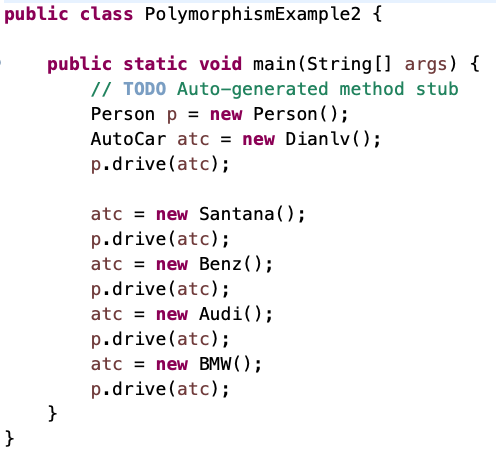 public class PolymorphismExample2 {
public static void main(String[] args) {
// TODO Auto-generated method stub
Person p = new Person();
AutoCar atc = new Dianlv();
p.drive(atc);
atc = new Santana();
p.drive(atc);
atc = new Benz();
p.drive(atc);
atc = new Audi();
p.drive(atc);
atc = new BMW();
p.drive(atc);
}
}